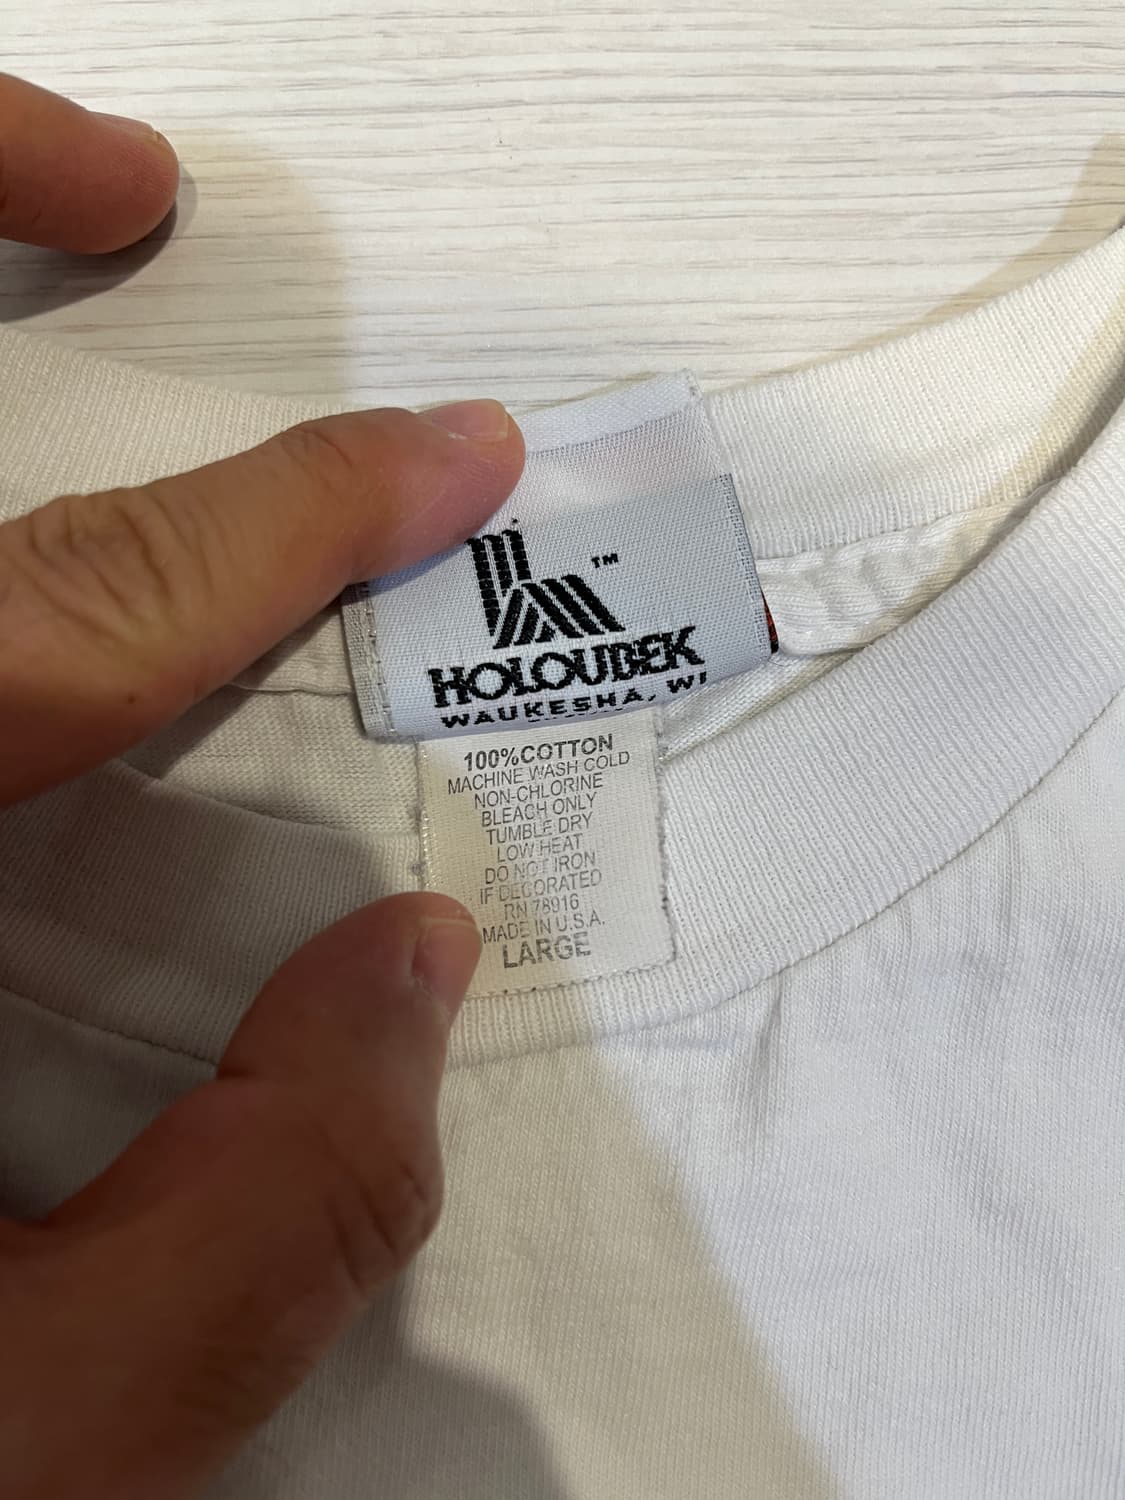 TM
HOLOUBEK
WAUKESHA, WI
100%COTTON
MACHINE WASH COLD
NON-CHLORINE
BLEACH ONLY
TUMBLE DRY
LOW HEAT
DO NOT IRON
IF DECORATED
RN 78916
MADE IN U.S.A.
LARGE